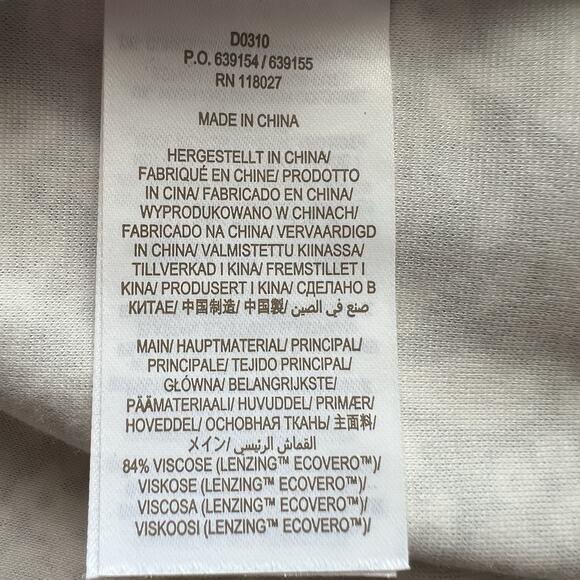 D0310
P.O. 639154 / 639155
RN 118027
MADE IN CHINA
HERGESTELLT IN CHINA/
FABRIQUÉ EN CHINE/ PRODOTTO
IN CINA/ FABRICADO EN CHINA/
WYPRODUKOWANO W CHINACH/
FABRICADO NA CHINA/ VERVAARDIGD
IN CHINA/ VALMISTETTU KIINASSA/
TILLVERKAD I KINA/ FREMSTILLET I
KINA/ PRODUSERT I KINA/ СДЕЛАНО В
КИТАЕ/ 中国制造/ 中国製/ صنع في الصين/
MAIN/ HAUPTMATERIAL/ PRINCIPAL/
PRINCIPALE/ TEJIDO PRINCIPAL/
GŁÓWNA/ BELANGRIJKSTE/
PÄÄMATERIAALI/ HUVUDDEL/ PRIMÆR/
HOVEDDEL/ ОСНОВНАЯ ТКАНЬ/ 主面料/
メイン/ القماش الرئيسي/
84% VISCOSE (LENZING™ ECOVERO™)/
VISKOSE (LENZING™ ECOVERO™)/
VISCOSA (LENZING™ ECOVERO™)/
VISKOOSI (LENZING™ ECOVERO™)/